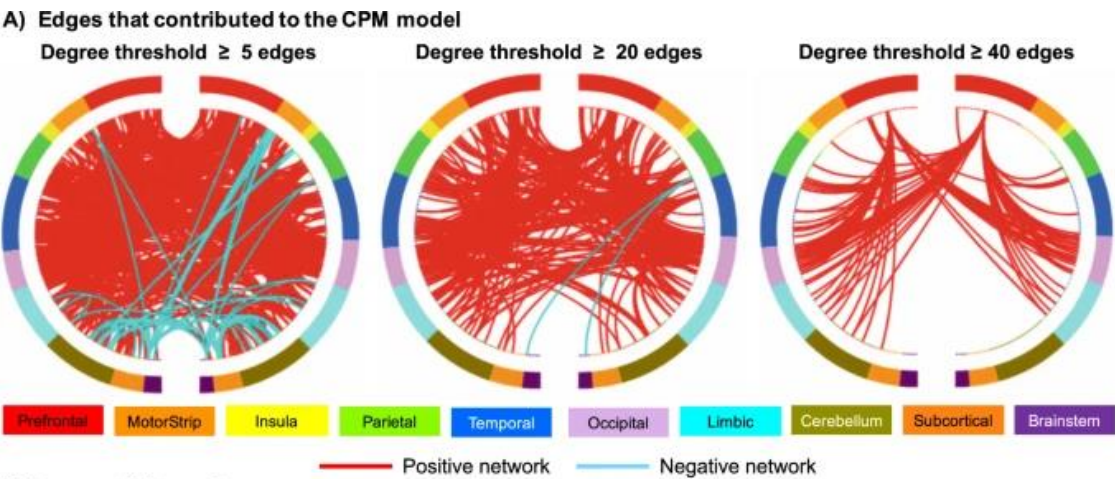 A) Edges that contributed to the CPM model
Degree threshold ≥ 5 edges
Degree threshold ≥ 20 edges
Degree threshold ≥ 40 edges
Prefrontal MotorStrip Insula Parietal Temporal Occipital Limbic Cerebellum Subcortical Brainstem
Positive network Negative network